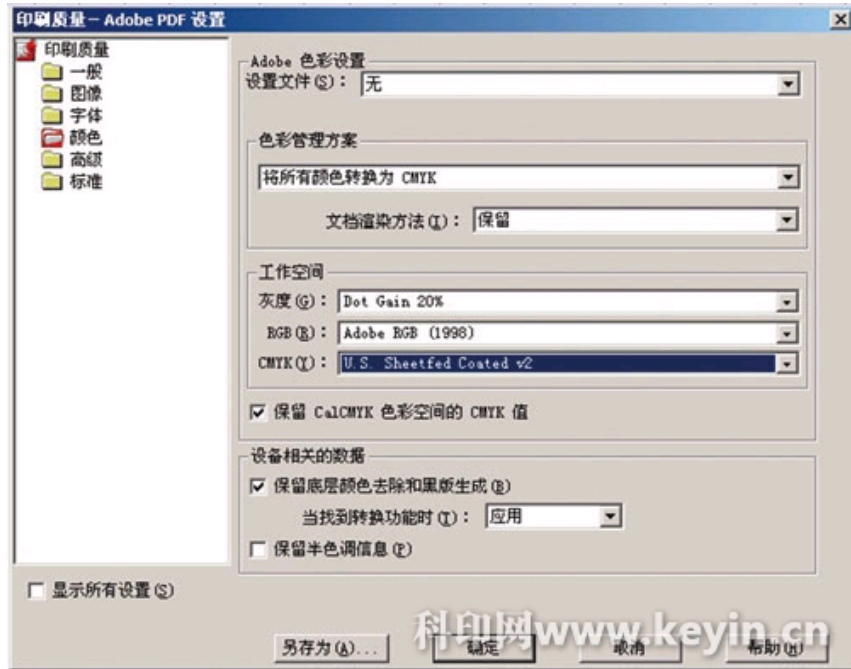 印刷质量－Adobe PDF 设置
印刷质量
一般
图像
字体
颜色
高级
标准
Adobe 色彩设置
设置文件(S)：无
色彩管理方案
将所有颜色转换为 CMYK
文档渲染方法(I)：保留
工作空间
灰度(G)：Dot Gain 20%
RGB(B)：Adobe RGB (1998)
CMYK(Y)：U.S. Sheetfed Coated v2
保留 CalCMYK 色彩空间的 CMYK 值
设备相关的数据
保留底层颜色去除和黑版生成(R)
当找到转换功能时(T)：应用
保留半色调信息(P)
显示所有设置(S)
科印网www.keyin.cn
另存为(A)... 确定 取消 帮助(H)